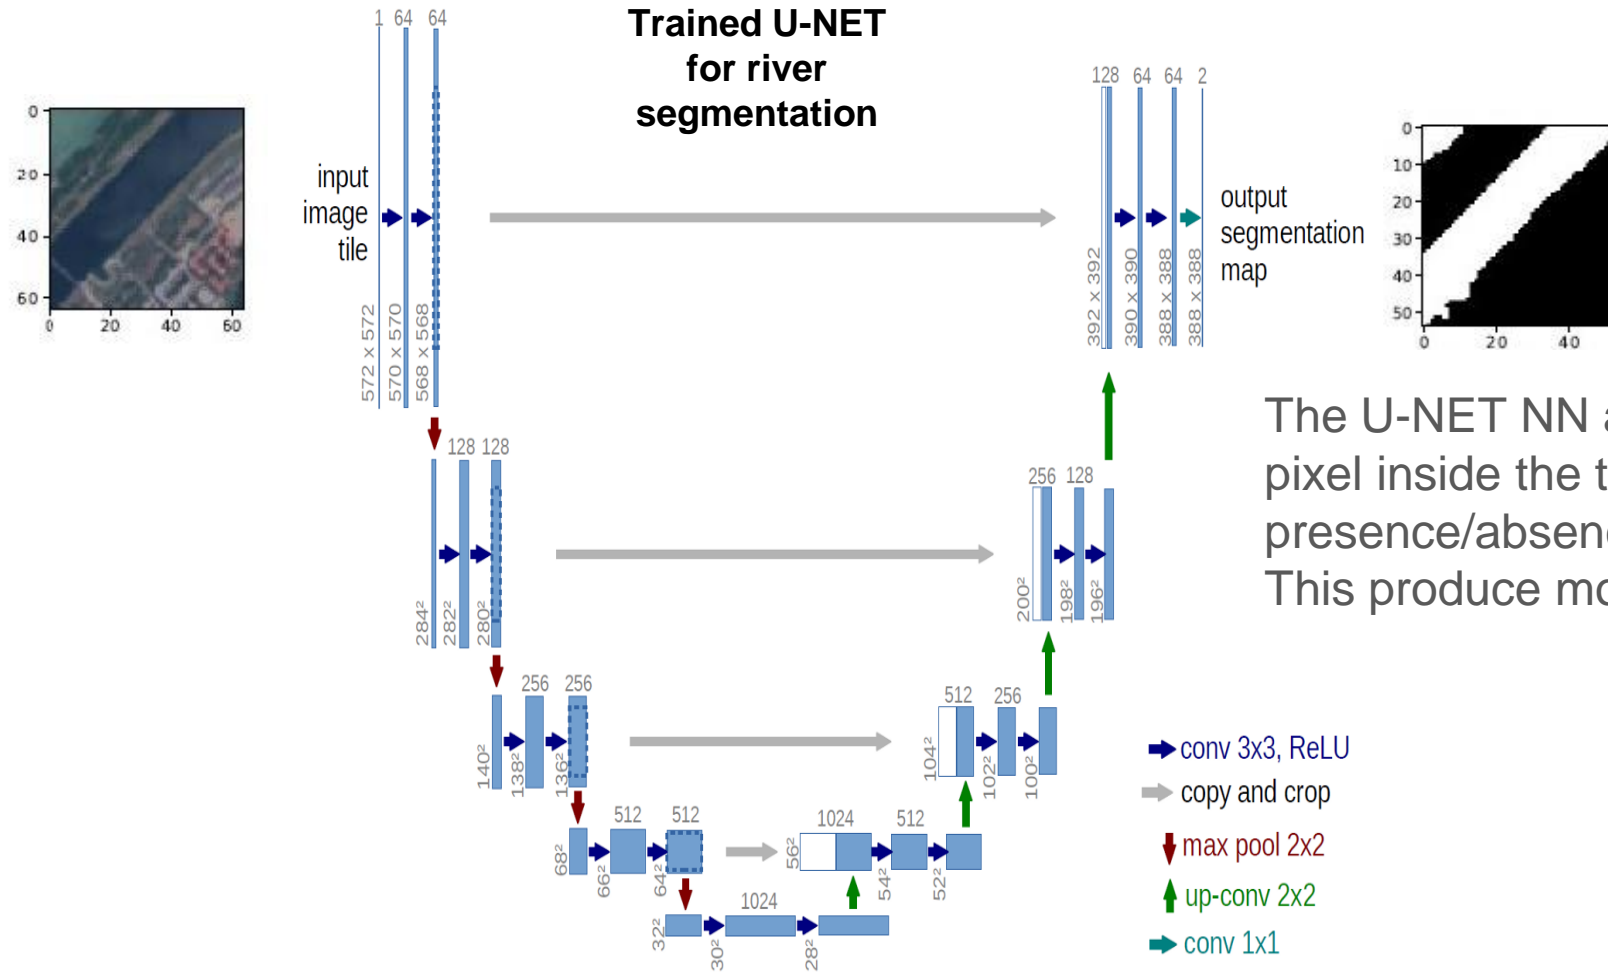 Trained U-NET
for river
segmentation
1 64 64
128 64 64 2
0
20
40
60
0 20 40 60
input
image
tile
572 x 572
570 x 570
568 x 568
392 x 392
390 x 390
388 x 388
388 x 388
output
segmentation
map
0
10
20
30
40
50
0 20 40
The U-NET NN
pixel inside the
This produce
128 128
284²
282²
280²
256 128
200²
198²
196²
256 256
140²
138²
136²
512 256
104²
102²
100²
512 512
68²
66²
64²
1024 512
56²
54²
52²
1024
32²
30²
28²
conv 3x3, ReLU
copy and crop
max pool 2x2
up-conv 2x2
conv 1x1